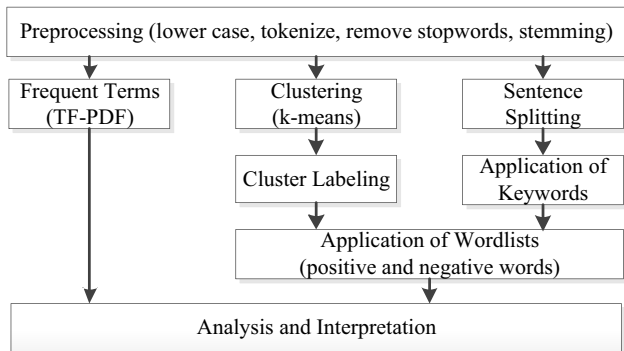 Preprocessing (lower case, tokenize, remove stopwords, stemming)
Frequent Terms
(TF-PDF)
Clustering
(k-means)
Sentence
Splitting
Cluster Labeling
Application of
Keywords
Application of Wordlists
(positive and negative words)
Analysis and Interpretation